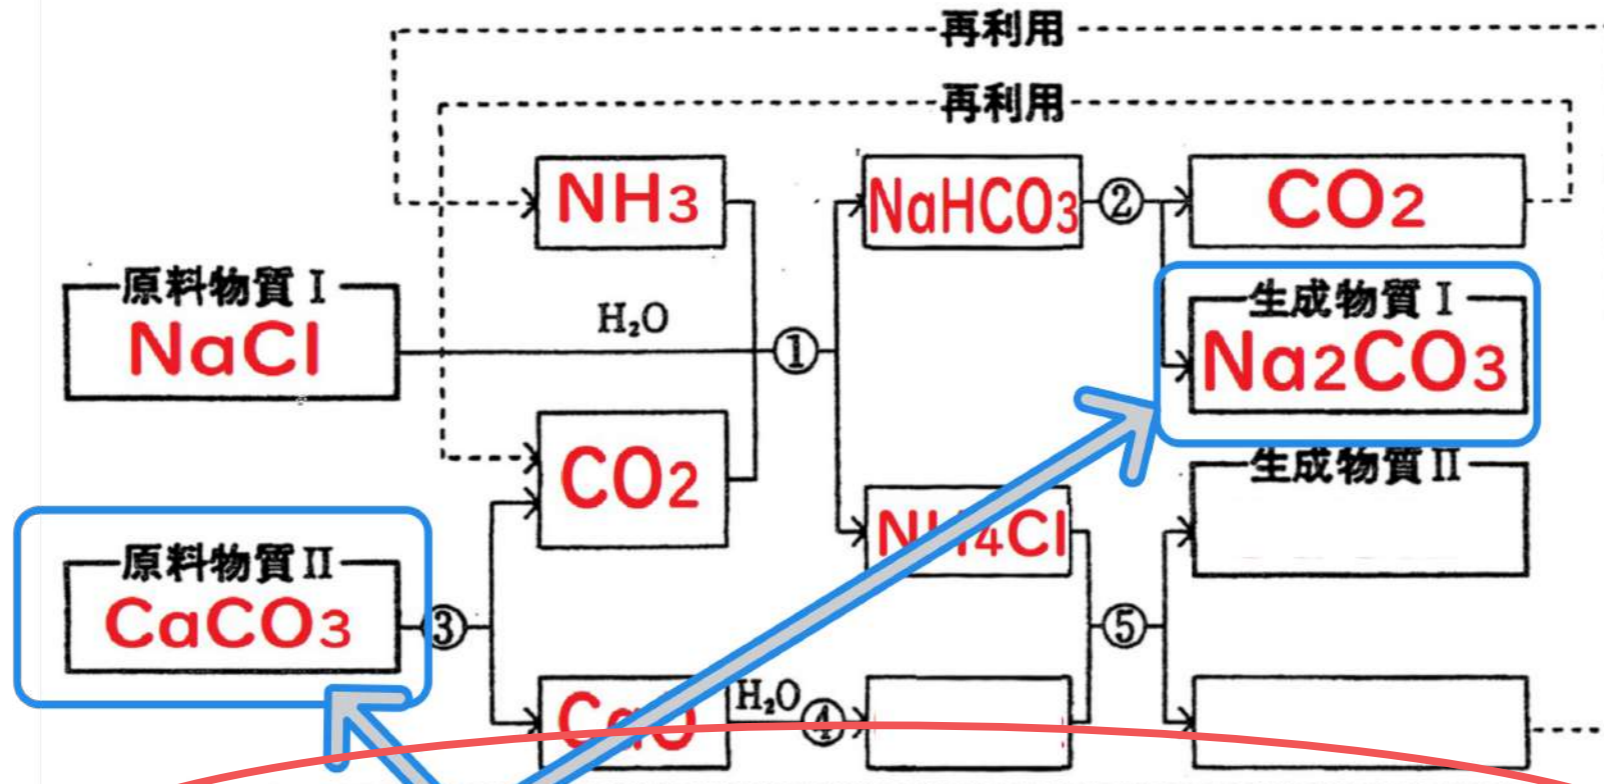 再利用
再利用
NH3
NaHCO3
②
CO2
原料物質 I
NaCl
H₂O
①
生成物質 I
Na2CO3
CO2
生成物質 II
NH4Cl
原料物質 II
CaCO3
③
⑤
CaO
H₂O
④